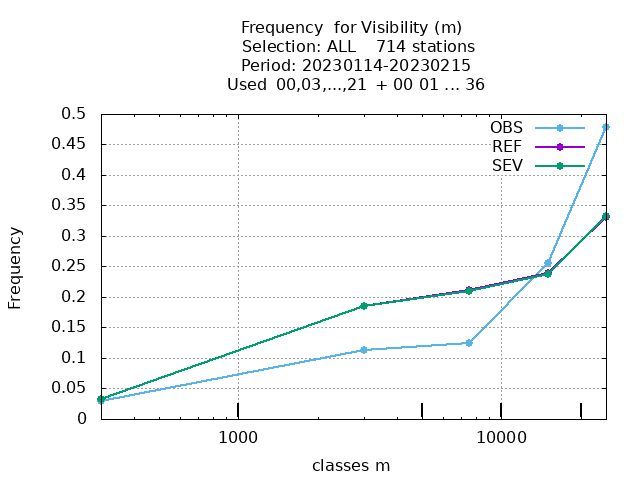 Frequency for Visibility (m)
Selection: ALL 714 stations
Period: 20230114-20230215
Used 00,03,...,21 + 00 01 ... 36
0.5
0.45
0.4
0.35
0.3
0.25
0.2
0.15
0.1
0.05
0
Frequency
OBS
REF
SEV
1000
10000
classes m